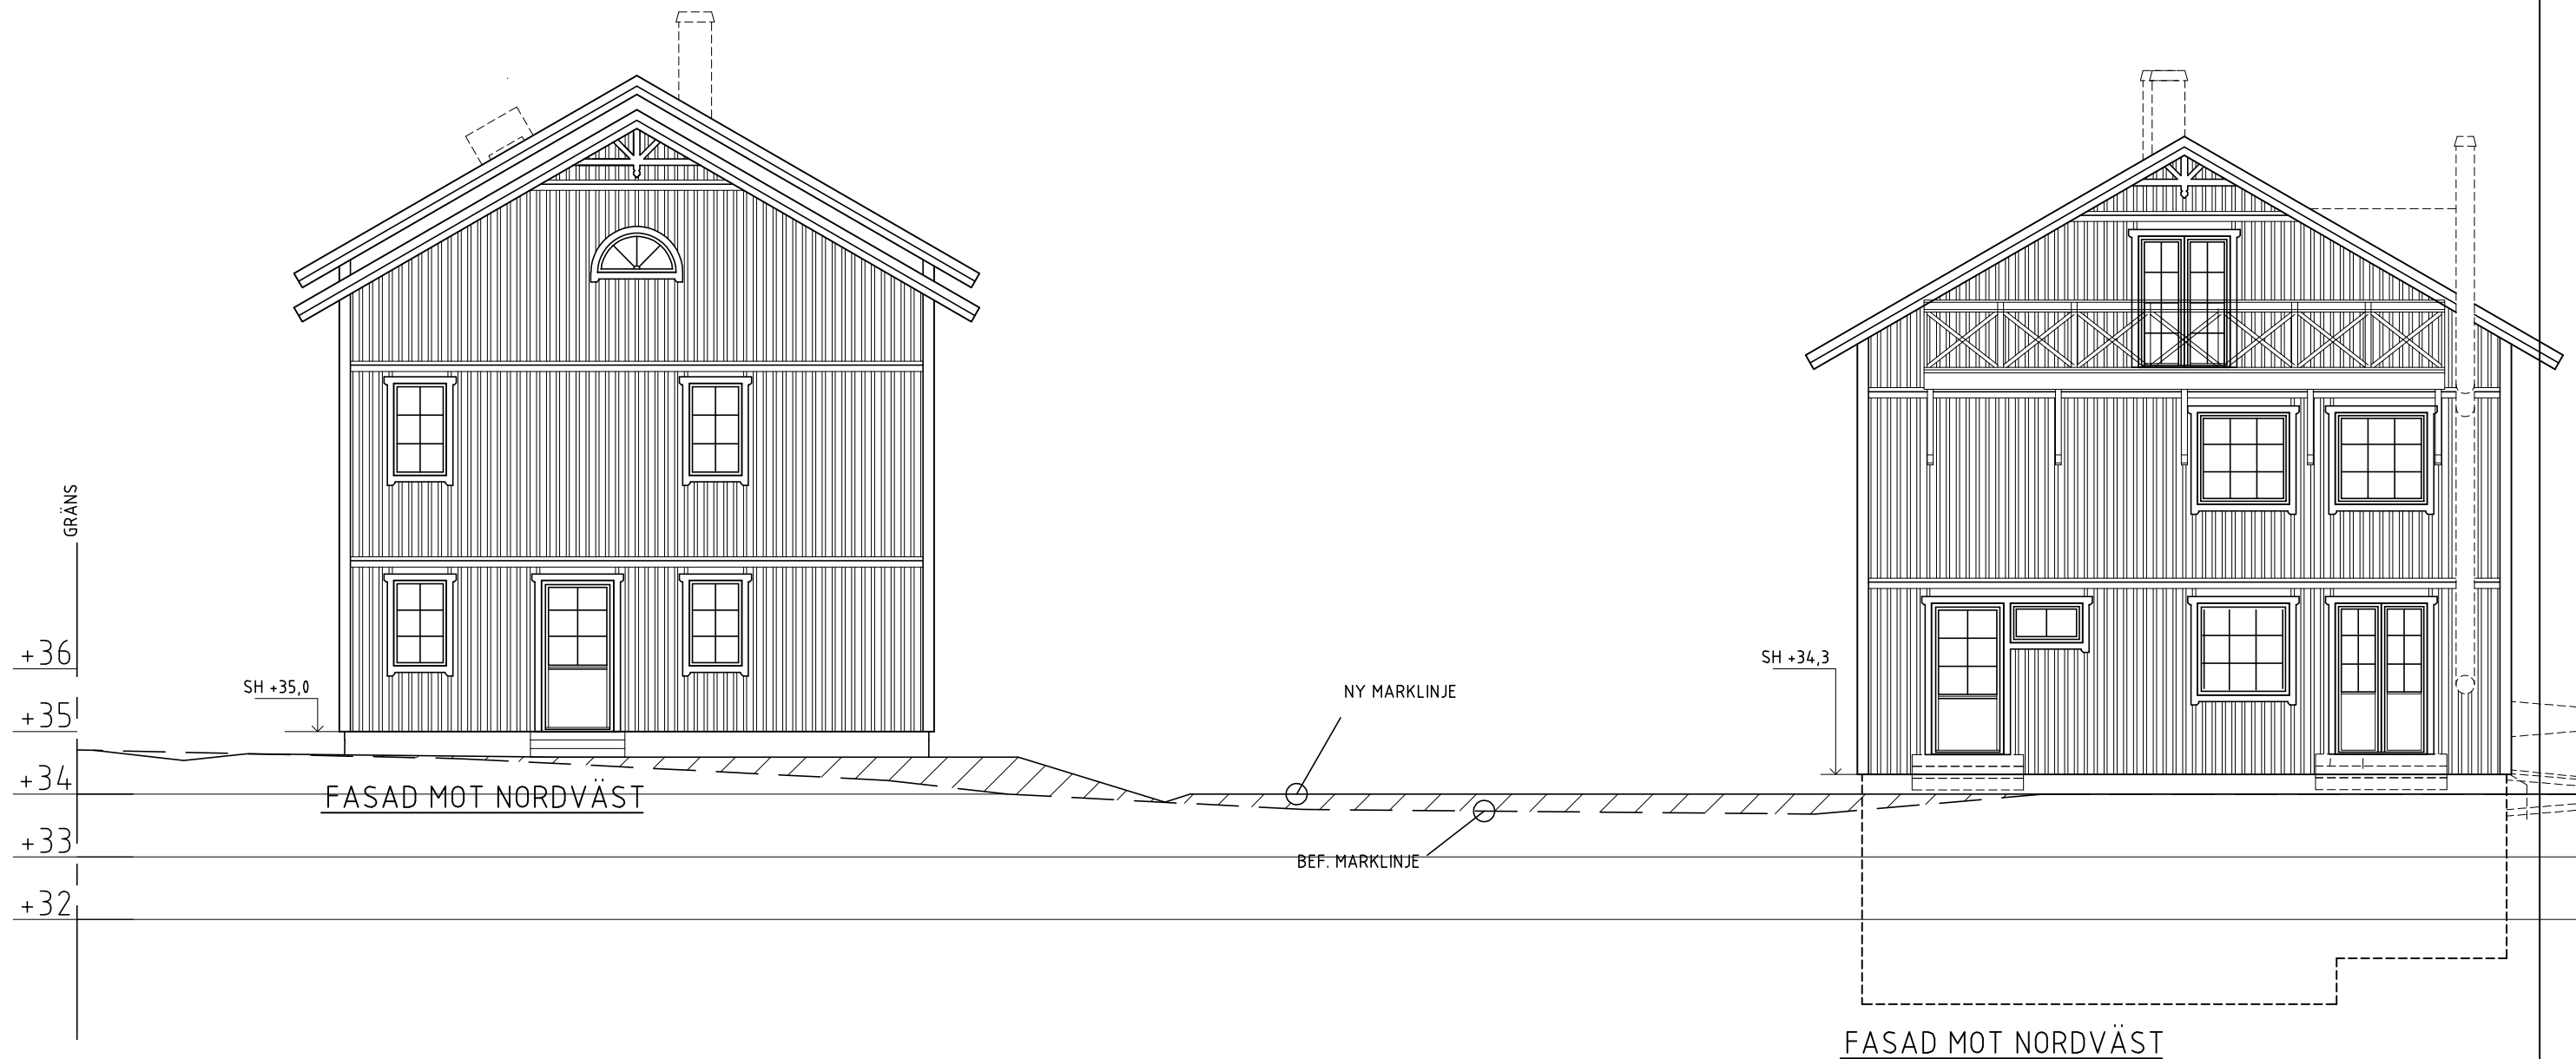 GRÄNS
+36
SH +34,3
SH +35,0
NY MARKLINJE
+35
+34
FASAD MOT NORDVÄST
+33
BEF. MARKLINJE
+32
FASAD MOT NORDVÄST